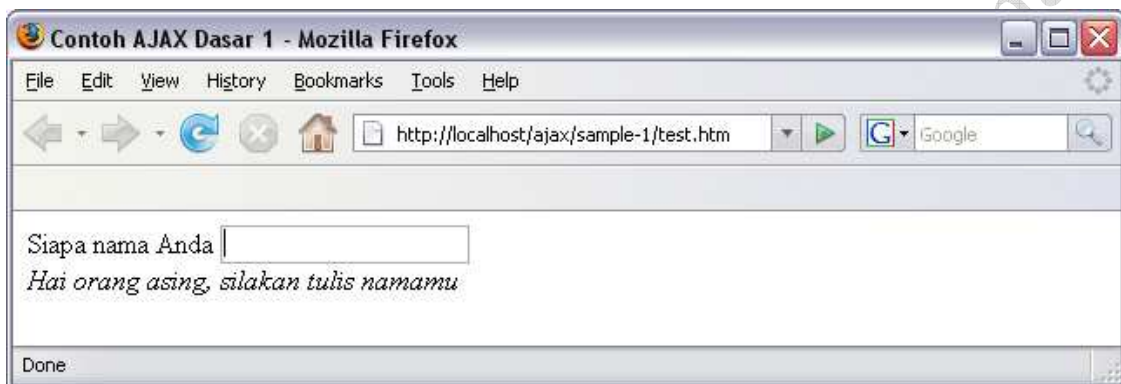 Contoh AJAX Dasar 1 - Mozilla Firefox
File Edit View History Bookmarks Tools Help
http://localhost/ajax/sample-1/test.htm G Google
Siapa nama Anda
Hai orang asing, silakan tulis namamu
Done